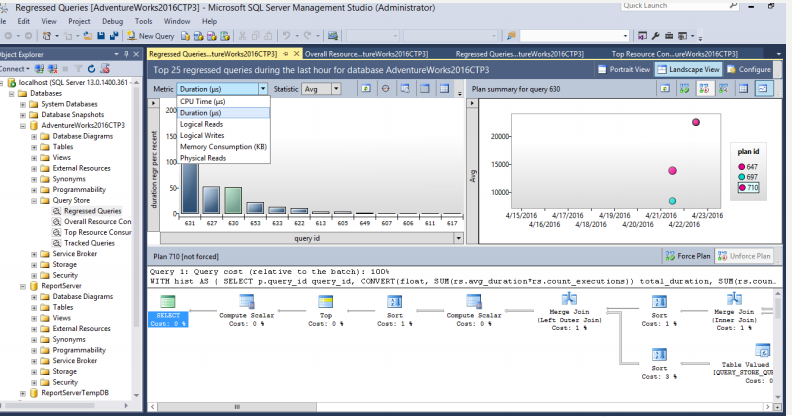 Regressed Queries [AdventureWorks2016CTP3] - Microsoft SQL Server Management Studio (Administrator)
Quick Launch
File Edit View Project Debug Tools Window Help
New Query
Object Explorer
Regressed Queries...tureWorks2016CTP3]
Overall Resource...tureWorks2016CTP3]
Regressed Queries...tureWorks2016CTP3]
Top Resource Con...ureWorks2016CTP3]
Connect
Top 25 regressed queries during the last hour for database AdventureWorks2016CTP3
Portrait View
Landscape View
Configure
localhost (SQL Server 13.0.1400.361 -
Databases
System Databases
Database Snapshots
AdventureWorks2016CTP3
Database Diagrams
Tables
Views
External Resources
Synonyms
Programmability
Query Store
Regressed Queries
Overall Resource Con
Top Resource Consur
Tracked Queries
Service Broker
Storage
Security
ReportServer
Database Diagrams
Tables
Views
External Resources
Synonyms
Programmability
Service Broker
Storage
Security
ReportServerTempDB
Metric Duration (µs)
Statistic Avg
CPU Time (µs)
Duration (µs)
Logical Reads
Logical Writes
Memory Consumption (KB)
Physical Reads
duration regr perc recent
200
150
100
50
0
631 627 630 653 633 622 613 605 649 607 606 611 617
query id
Plan summary for query 630
Avg
20000
15000
10000
4/15/2016 4/17/2016 4/19/2016 4/21/2016 4/23/2016
4/16/2016 4/18/2016 4/20/2016 4/22/2016
plan id
647
697
710
Plan 710 [not forced]
Force Plan
Unforce Plan
Query 1: Query cost (relative to the batch): 100%
WITH hist AS ( SELECT p.query_id query_id, CONVERT(float, SUM(rs.avg_duration*rs.count_executions)) total_duration, SUM(rs.coun...
SELECT
Cost: 0 %
Compute Scalar
Cost: 0 %
Top
Cost: 0 %
Sort
Cost: 1 %
Compute Scalar
Cost: 0 %
Merge Join
(Left Outer Join)
Cost: 1 %
Sort
Cost: 1 %
Merge Join
(Inner Join)
Cost: 1 %
Sort
Cost: 3 %
Table Valued
[QUERY_STORE_QUE
Cost: 0